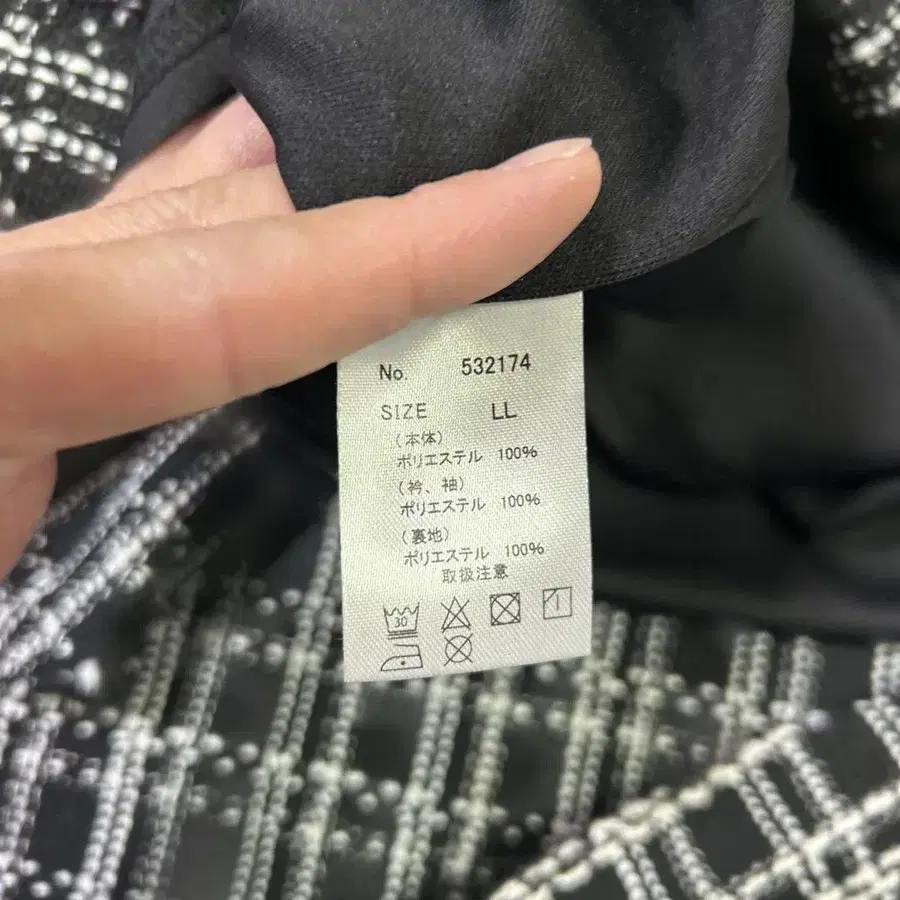 No. 532174
SIZE LL
(本体)
ポリエステル 100%
(衿、袖)
ポリエステル 100%
(裏地)
ポリエステル 100%
取扱注意
30